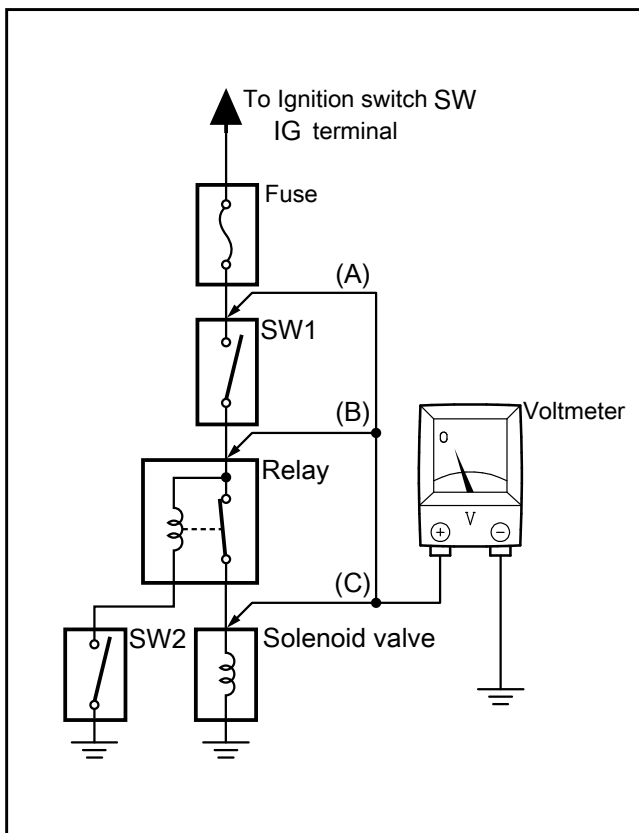 To Ignition switch SW
IG terminal
Fuse
(A)
SW1
(B)
Voltmeter
0
Relay
V
+
−
(C)
SW2
Solenoid valve